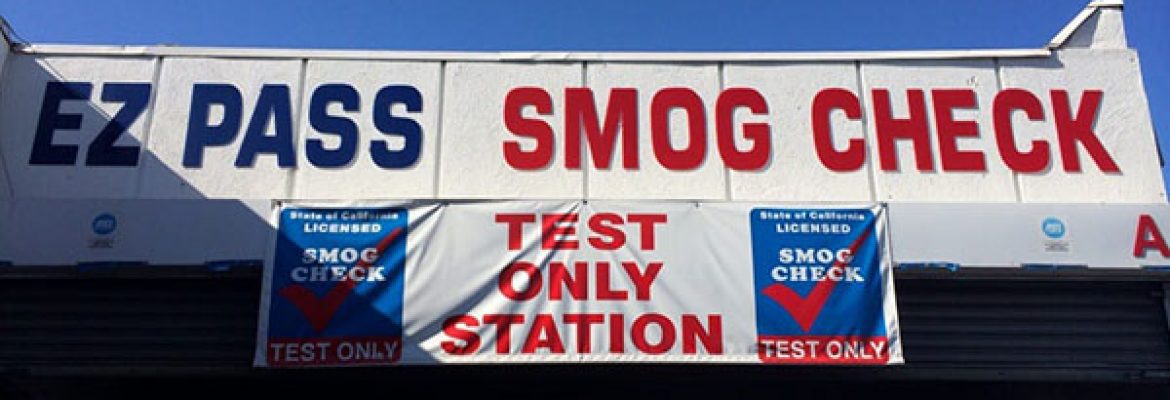 EZ PASS SMOG CHECK
State of California
LICENSED
SMOG
CHECK
TEST ONLY
TEST
ONLY
STATION
State of California
LICENSED
SMOG
CHECK
TEST ONLY
A